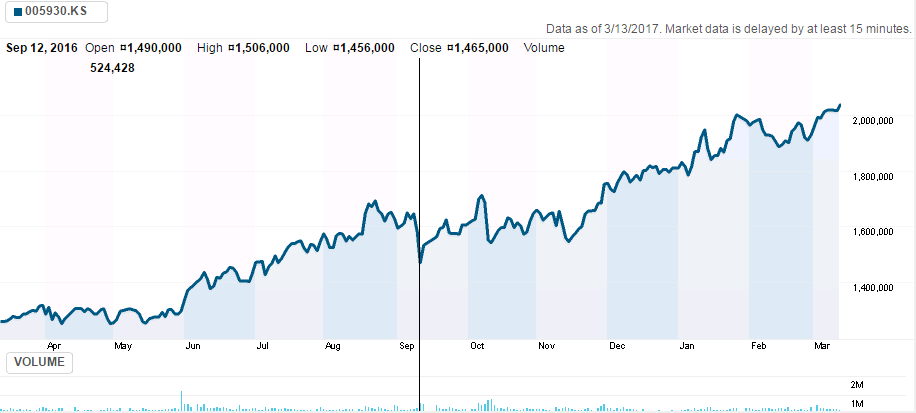 005930.KS
Data as of 3/13/2017. Market data is delayed by at least 15 minutes.
Sep 12, 2016 Open ¤1,490,000 High ¤1,506,000 Low ¤1,456,000 Close ¤1,465,000 Volume
524,428
2,000,000
1,800,000
1,600,000
1,400,000
Apr May Jun Jul Aug Sep Oct Nov Dec Jan Feb Mar
VOLUME
2M
1M